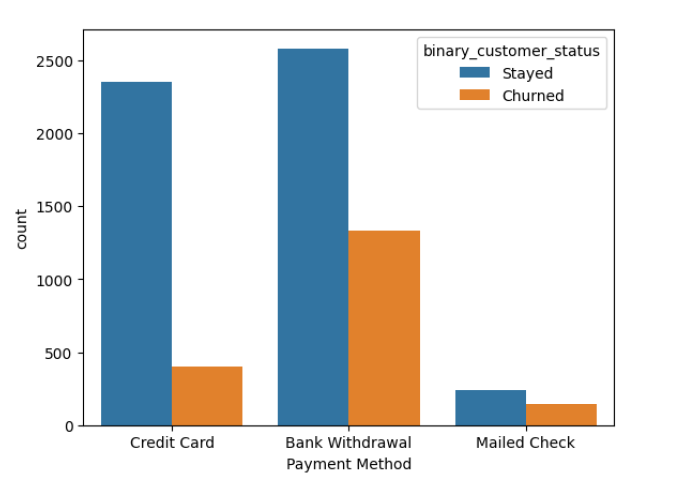 binary_customer_status
Stayed
Churned
2500
2000
1500
1000
500
0
count
Credit Card
Bank Withdrawal
Mailed Check
Payment Method